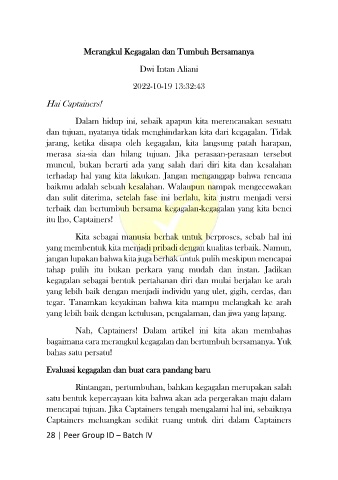 Merangkul Kegagalan dan Tumbuh Bersamanya
Dwi Intan Aliani
2022-10-19 13:32:43
Hai Captainers!
Dalam hidup ini, sebaik apapun kita merencanakan sesuatu
dan tujuan, nyatanya tidak menghindarkan kita dari kegagalan. Tidak
jarang, ketika disapa oleh kegagalan, kita langsung patah harapan,
merasa sia-sia dan hilang tujuan. Jika perasaan-perasaan tersebut
muncul, bukan berarti ada yang salah dari diri kita dan kesalahan
terhadap hal yang kita lakukan. Jangan menganggap bahwa rencana
baikmu adalah sebuah kesalahan. Walaupun nampak mengecewakan
dan sulit diterima, setelah fase ini berlalu, kita justru menjadi versi
terbaik dan bertumbuh bersama kegagalan-kegagalan yang kita benci
itu lho, Captainers!
Kita sebagai manusia berhak untuk berproses, sebab hal ini
yang membentuk kita menjadi pribadi dengan kualitas terbaik. Namun,
jangan lupakan bahwa kita juga berhak untuk pulih meskipun mencapai
tahap pulih itu bukan perkara yang mudah dan instan. Jadikan
kegagalan sebagai bentuk pertahanan diri dan mulai berjalan ke arah
yang lebih baik dengan menjadi individu yang ulet, gigih, cerdas, dan
tegar. Tanamkan keyakinan bahwa kita mampu melangkah ke arah
yang lebih baik dengan ketulusan, pengalaman, dan jiwa yang lapang.
Nah, Captainers! Dalam artikel ini kita akan membahas
bagaimana cara merangkul kegagalan dan bertumbuh bersamanya. Yuk
bahas satu persatu!
Evaluasi kegagalan dan buat cara pandang baru
Rintangan, pertumbuhan, bahkan kegagalan merupakan salah
satu bentuk kepercayaan kita bahwa akan ada pergerakan maju dalam
mencapai tujuan. Jika Captainers tengah mengalami hal ini, sebaiknya
Captainers meluangkan sedikit ruang untuk diri dalam Captainers
28 | Peer Group ID – Batch IV